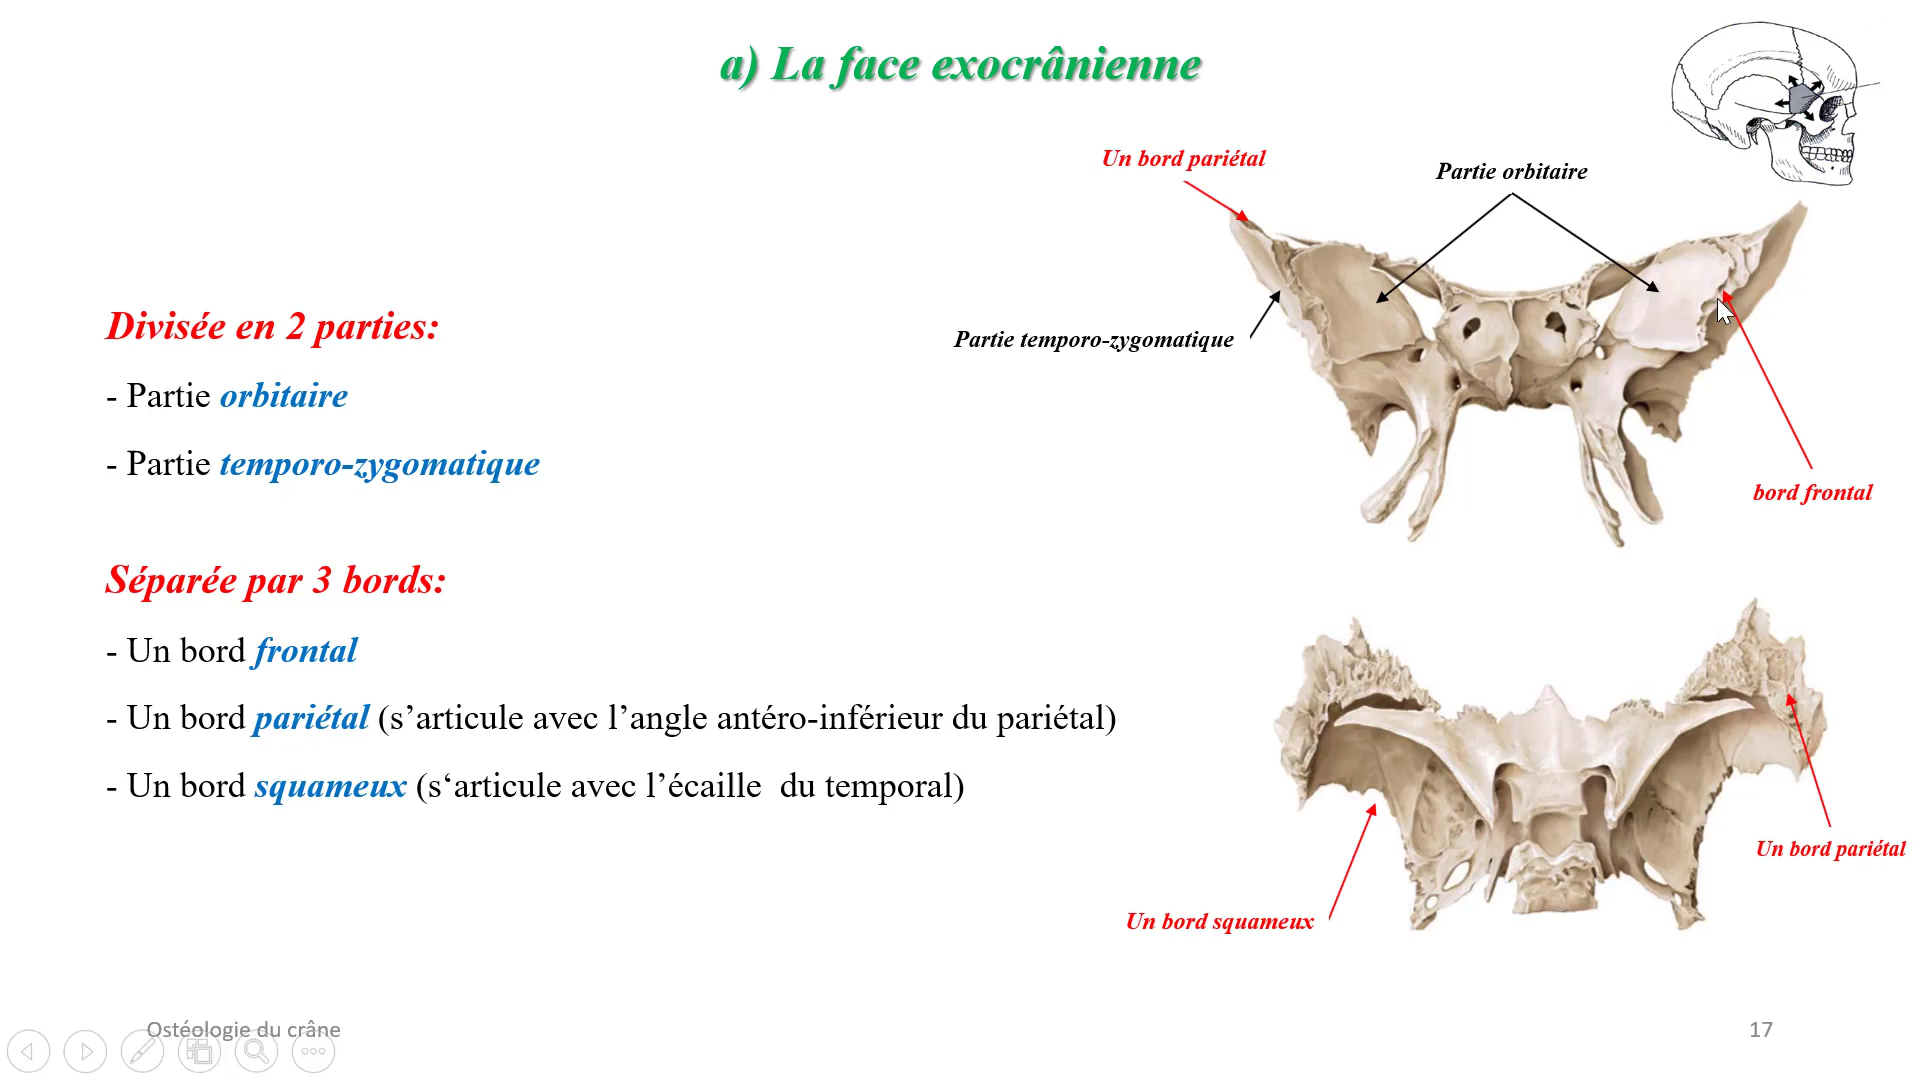 a) La face exocrânienne
Un bord pariétal
Partie orbitaire
Partie temporo-zygomatique
bord frontal
Divisée en 2 parties:
- Partie orbitaire
- Partie temporo-zygomatique
Séparée par 3 bords:
- Un bord frontal
- Un bord pariétal (s’articule avec l’angle antéro-inférieur du pariétal)
- Un bord squameux (s‘articule avec l’écaille  du temporal)
Un bord pariétal
Un bord squameux
Ostéologie du crâne
17